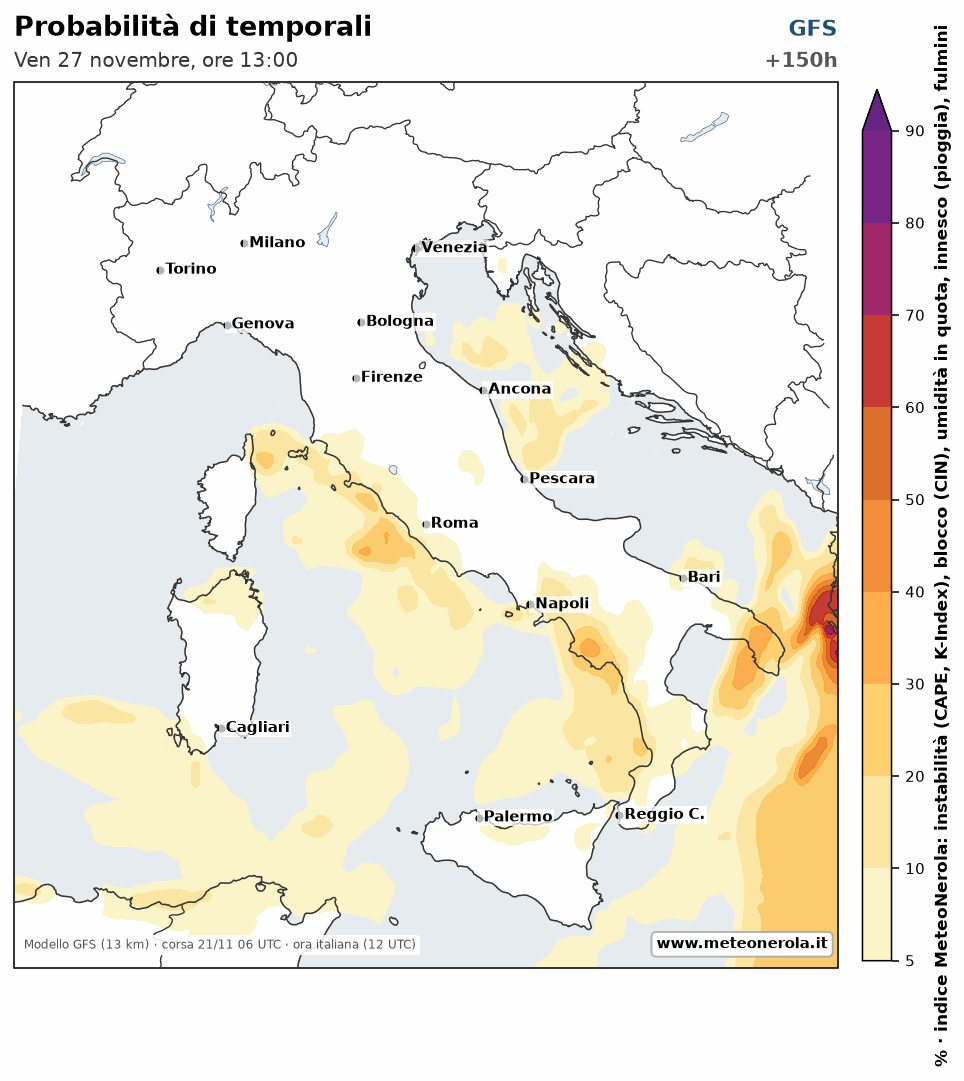 Probabilità di temporali
GFS
Ven 27 novembre, ore 13:00
+150h
Milano
Venezia
Torino
Genova
Bologna
Firenze
Ancona
Pescara
Roma
Bari
Napoli
Cagliari
Palermo
Reggio C.
Modello GFS (13 km) · corsa 21/11 06 UTC · ora italiana (12 UTC)
www.meteonerola.it
90
80
70
60
50
40
30
20
10
5
% · indice MeteoNerola: instabilità (CAPE, K-Index), blocco (CIN), umidità in quota, innesco (pioggia), fulmini